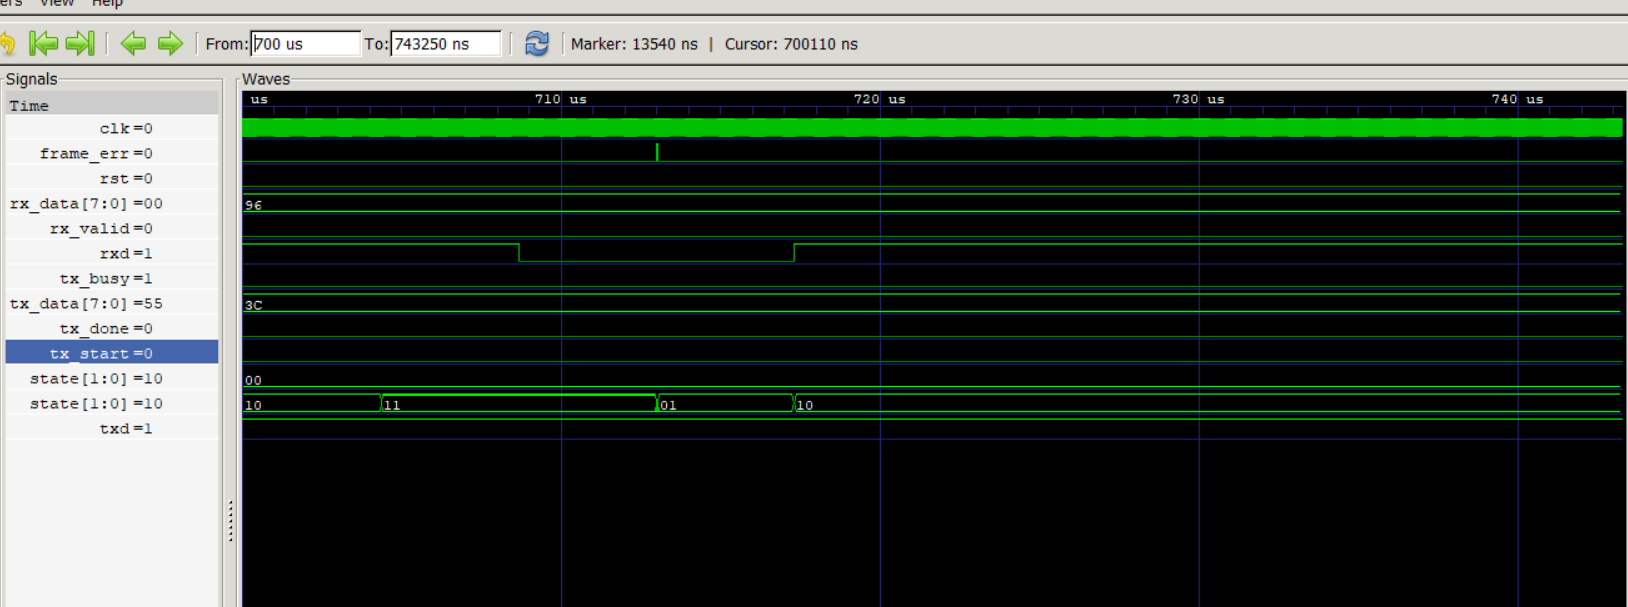 View Help
From: 700 us To: 743250 ns Marker: 13540 ns | Cursor: 700110 ns
Signals Waves
Time us 710 us 720 us 730 us 740 us
clk=0
frame_err=0
rst=0
rx_data[7:0]=00 96
rx_valid=0
rxd=1
tx_busy=1
tx_data[7:0]=55 3C
tx_done=0
tx_start=0
state[1:0]=10 00
state[1:0]=10 10 11 01 10
txd=1